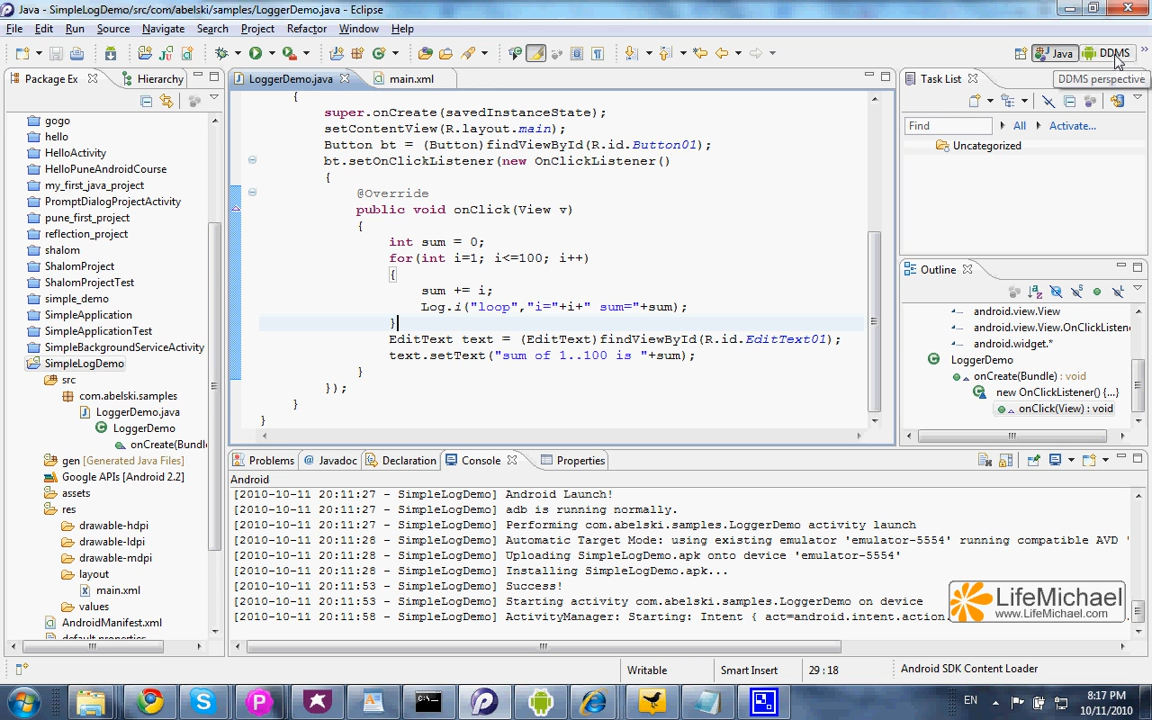 Java - SimpleLogDemo/src/com/abelski/samples/LoggerDemo.java - Eclipse
File Edit Run Source Navigate Search Project Refactor Window Help
Java DDMS
DDMS perspective
Package Ex Hierarchy
gogo
hello
HelloActivity
HelloPuneAndroidCourse
my_first_java_project
PromptDialogProjectActivity
pune_first_project
reflection_project
shalom
ShalomProject
ShalomProjectTest
simple_demo
SimpleApplication
SimpleApplicationTest
SimpleBackgroundServiceActivity
SimpleLogDemo
src
com.abelski.samples
LoggerDemo.java
LoggerDemo
onCreate(Bundl
gen [Generated Java Files]
Google APIs [Android 2.2]
assets
res
drawable-hdpi
drawable-ldpi
drawable-mdpi
layout
main.xml
values
AndroidManifest.xml
default.properties
LoggerDemo.java main.xml
{
super.onCreate(savedInstanceState);
setContentView(R.layout.main);
Button bt = (Button)findViewById(R.id.Button01);
bt.setOnClickListener(new OnClickListener()
{
@Override
public void onClick(View v)
{
int sum = 0;
for(int i=1; i<=100; i++)
{
sum += i;
Log.i("loop","i="+i+" sum="+sum);
}
EditText text = (EditText)findViewById(R.id.EditText01);
text.setText("sum of 1..100 is "+sum);
}
});
}
}
Task List
Find All Activate...
Uncategorized
Outline
android.view.View
android.view.View.OnClickListen
android.widget.*
LoggerDemo
onCreate(Bundle) : void
new OnClickListener() {...}
onClick(View) : void
Problems Javadoc Declaration Console Properties
Android
[2010-10-11 20:11:27 - SimpleLogDemo] Android Launch!
[2010-10-11 20:11:27 - SimpleLogDemo] adb is running normally.
[2010-10-11 20:11:27 - SimpleLogDemo] Performing com.abelski.samples.LoggerDemo activity launch
[2010-10-11 20:11:28 - SimpleLogDemo] Automatic Target Mode: using existing emulator 'emulator-5554' running compatible AVD '
[2010-10-11 20:11:28 - SimpleLogDemo] Uploading SimpleLogDemo.apk onto device 'emulator-5554'
[2010-10-11 20:11:28 - SimpleLogDemo] Installing SimpleLogDemo.apk...
[2010-10-11 20:11:53 - SimpleLogDemo] Success!
[2010-10-11 20:11:53 - SimpleLogDemo] Starting activity com.abelski.samples.LoggerDemo on device
[2010-10-11 20:11:58 - SimpleLogDemo] ActivityManager: Starting: Intent { act=android.intent.action.
LifeMichael
www.LifeMichael.com
Writable Smart Insert 29 : 18 Android SDK Content Loader
EN 8:17 PM
10/11/2010